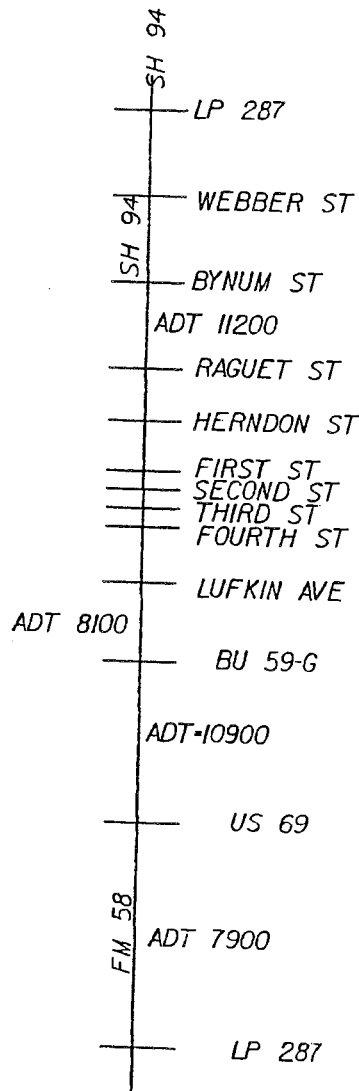 SH 94
LP 287
WEBBER ST
SH 94
BYNUM ST
ADT 11200
RAGUET ST
HERNDON ST
FIRST ST
SECOND ST
THIRD ST
FOURTH ST
LUFKIN AVE
ADT 8100
BU 59-G
ADT=10900
US 69
FM 58
ADT 7900
LP 287